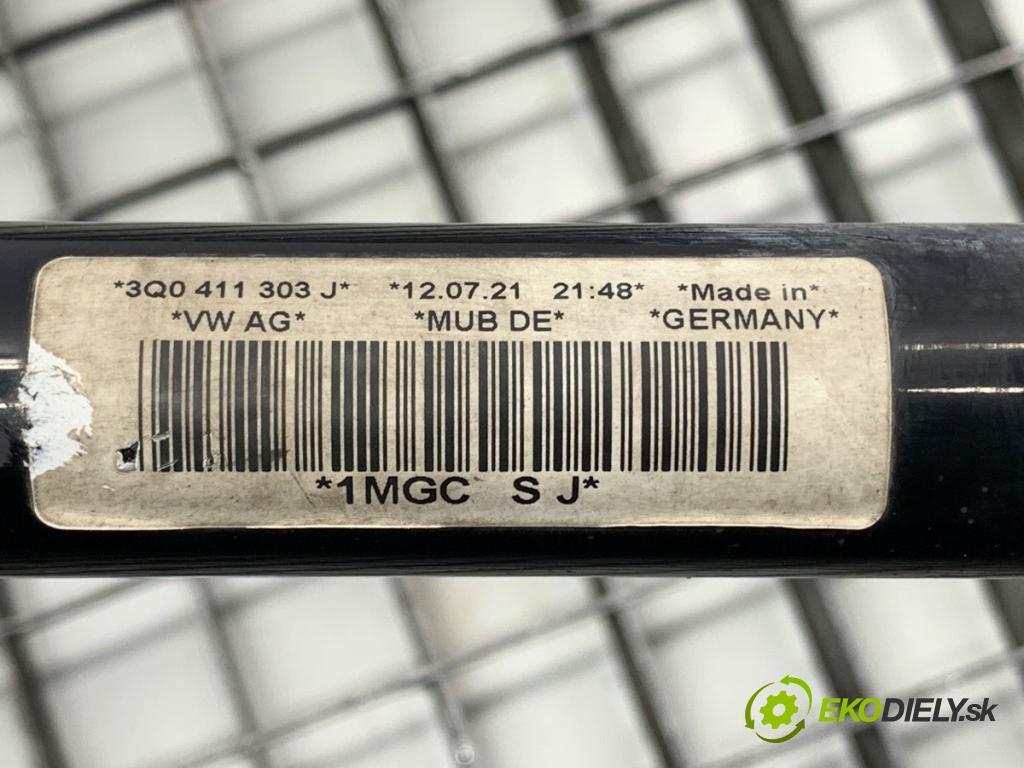 *3Q0 411 303 J* *12.07.21 21:48* *Made in*
*VW AG* *MUB DE* *GERMANY*
*1MGC S J*
EKODIELY.sk